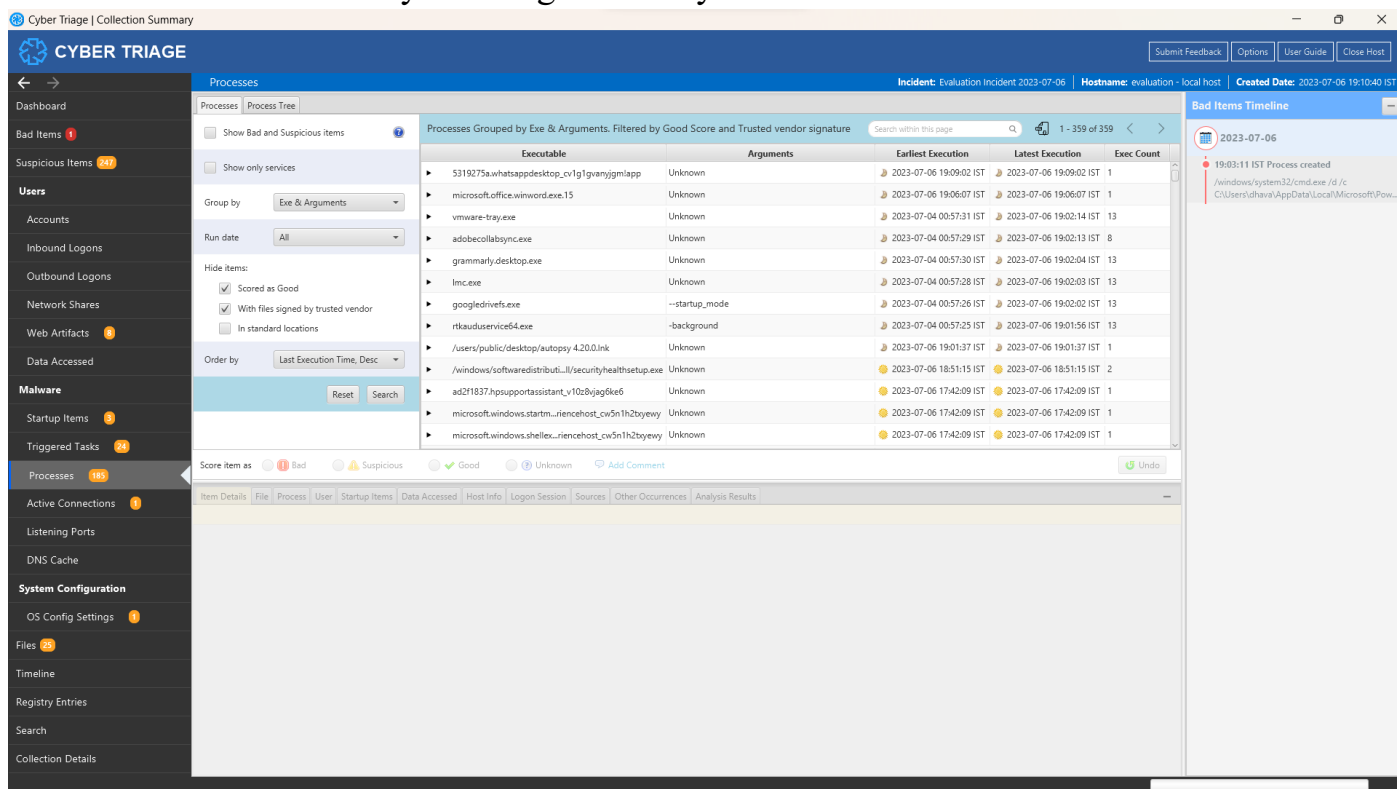 Cyber Triage | Collection Summary
CYBER TRIAGE
Submit Feedback Options User Guide Close Host
Processes
Incident: Evaluation Incident 2023-07-06 Hostname: evaluation - local host Created Date: 2023-07-06 19:10:40 IST
Dashboard
Bad Items 1
Suspicious Items 247
Users
Accounts
Inbound Logons
Outbound Logons
Network Shares
Web Artifacts 8
Data Accessed
Malware
Startup Items 3
Triggered Tasks 24
Processes 185
Active Connections 1
Listening Ports
DNS Cache
System Configuration
OS Config Settings 1
Files 25
Timeline
Registry Entries
Search
Collection Details
Processes Process Tree
Show Bad and Suspicious items ?
Show only services
Group by Exe & Arguments
Run date All
Hide items:
Scored as Good
With files signed by trusted vendor
In standard locations
Order by Last Execution Time, Desc
Reset Search
Processes Grouped by Exe & Arguments. Filtered by Good Score and Trusted vendor signature Search within this page 1 - 359 of 359
Executable Arguments Earliest Execution Latest Execution Exec Count
5319275a.whatsappdesktop_cv1g1gvanyjgm!app Unknown 2023-07-06 19:09:02 IST 2023-07-06 19:09:02 IST 1
microsoft.office.winword.exe.15 Unknown 2023-07-06 19:06:07 IST 2023-07-06 19:06:07 IST 1
vmware-tray.exe Unknown 2023-07-04 00:57:31 IST 2023-07-06 19:02:14 IST 13
adobecollabsync.exe Unknown 2023-07-04 00:57:29 IST 2023-07-06 19:02:13 IST 8
grammarly.desktop.exe Unknown 2023-07-04 00:57:30 IST 2023-07-06 19:02:04 IST 13
lmc.exe Unknown 2023-07-04 00:57:28 IST 2023-07-06 19:02:03 IST 13
googledrivefs.exe --startup_mode 2023-07-04 00:57:26 IST 2023-07-06 19:02:02 IST 13
rtkauduservice64.exe -background 2023-07-04 00:57:25 IST 2023-07-06 19:01:56 IST 13
/users/public/desktop/autopsy 4.20.0.lnk Unknown 2023-07-06 19:01:37 IST 2023-07-06 19:01:37 IST 1
/windows/softwaredistributi...ll/securityhealthsetup.exe Unknown 2023-07-06 18:51:15 IST 2023-07-06 18:51:15 IST 2
ad2f1837.hpsupportassistant_v10z8vjag6ke6 Unknown 2023-07-06 17:42:09 IST 2023-07-06 17:42:09 IST 1
microsoft.windows.startm...riencehost_cw5n1h2txyewy Unknown 2023-07-06 17:42:09 IST 2023-07-06 17:42:09 IST 1
microsoft.windows.shellex...riencehost_cw5n1h2txyewy Unknown 2023-07-06 17:42:09 IST 2023-07-06 17:42:09 IST 1
Score item as Bad Suspicious Good Unknown Add Comment Undo
Item Details File Process User Startup Items Data Accessed Host Info Logon Session Sources Other Occurrences Analysis Results
Bad Items Timeline
2023-07-06
19:03:11 IST Process created
/windows/system32/cmd.exe /d /c
C:\Users\dhava\AppData\Local\Microsoft\Pow...